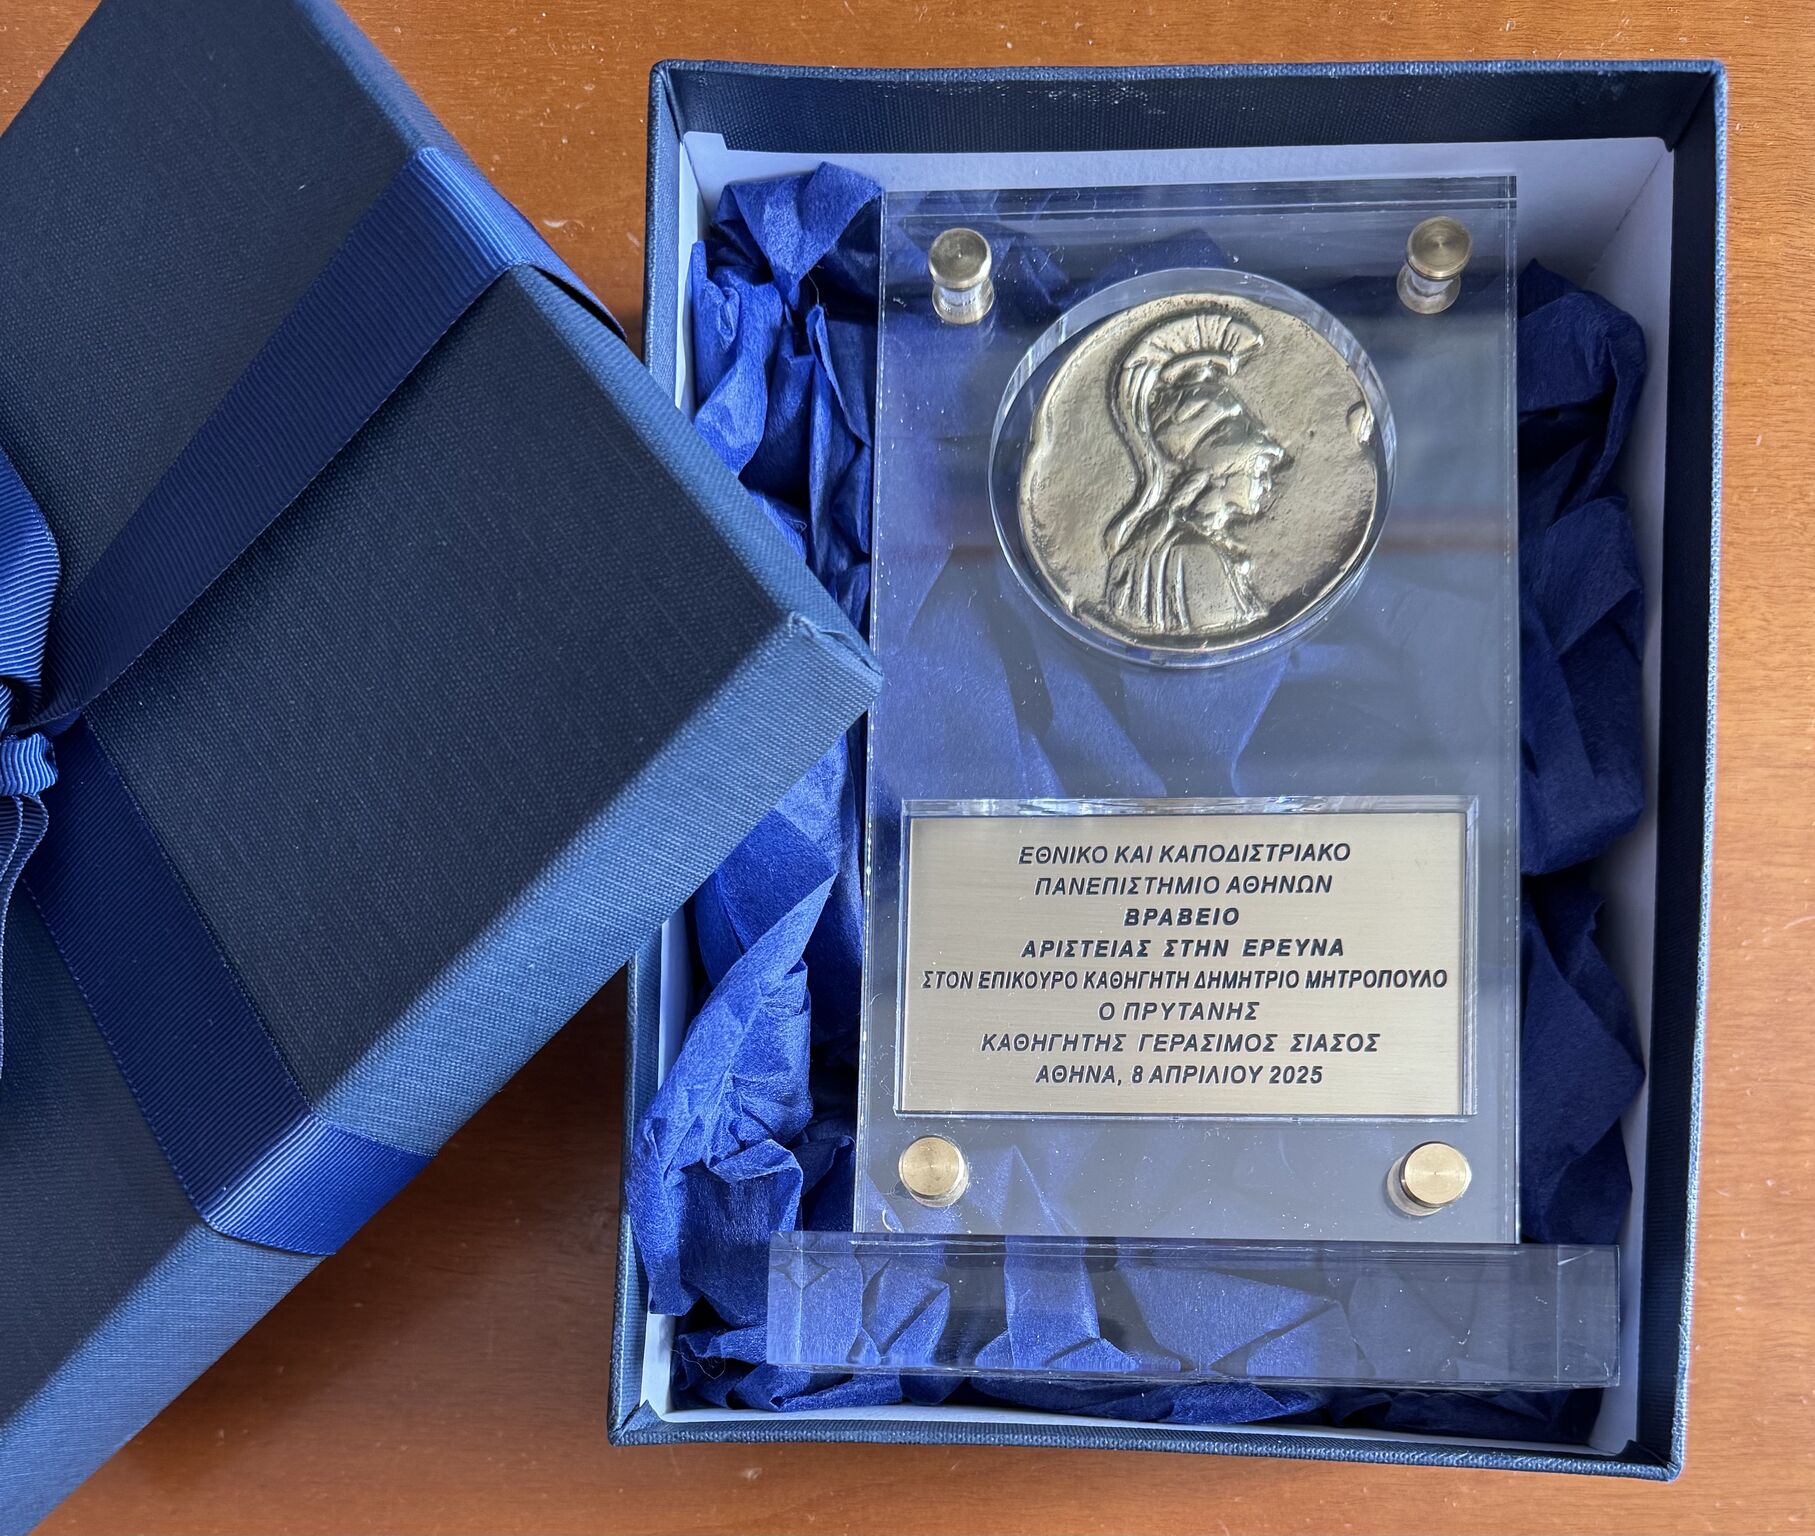 ΕΘΝΙΚΟ ΚΑΙ ΚΑΠΟΔΙΣΤΡΙΑΚΟ
ΠΑΝΕΠΙΣΤΗΜΙΟ ΑΘΗΝΩΝ
ΒΡΑΒΕΙΟ
ΑΡΙΣΤΕΙΑΣ ΣΤΗΝ ΕΡΕΥΝΑ
ΣΤΟΝ ΕΠΙΚΟΥΡΟ ΚΑΘΗΓΗΤΗ ΔΗΜΗΤΡΙΟ ΜΗΤΡΟΠΟΥΛΟ
Ο ΠΡΥΤΑΝΗΣ
ΚΑΘΗΓΗΤΗΣ ΓΕΡΑΣΙΜΟΣ ΣΙΑΣΟΣ
ΑΘΗΝΑ, 8 ΑΠΡΙΛΙΟΥ 2025